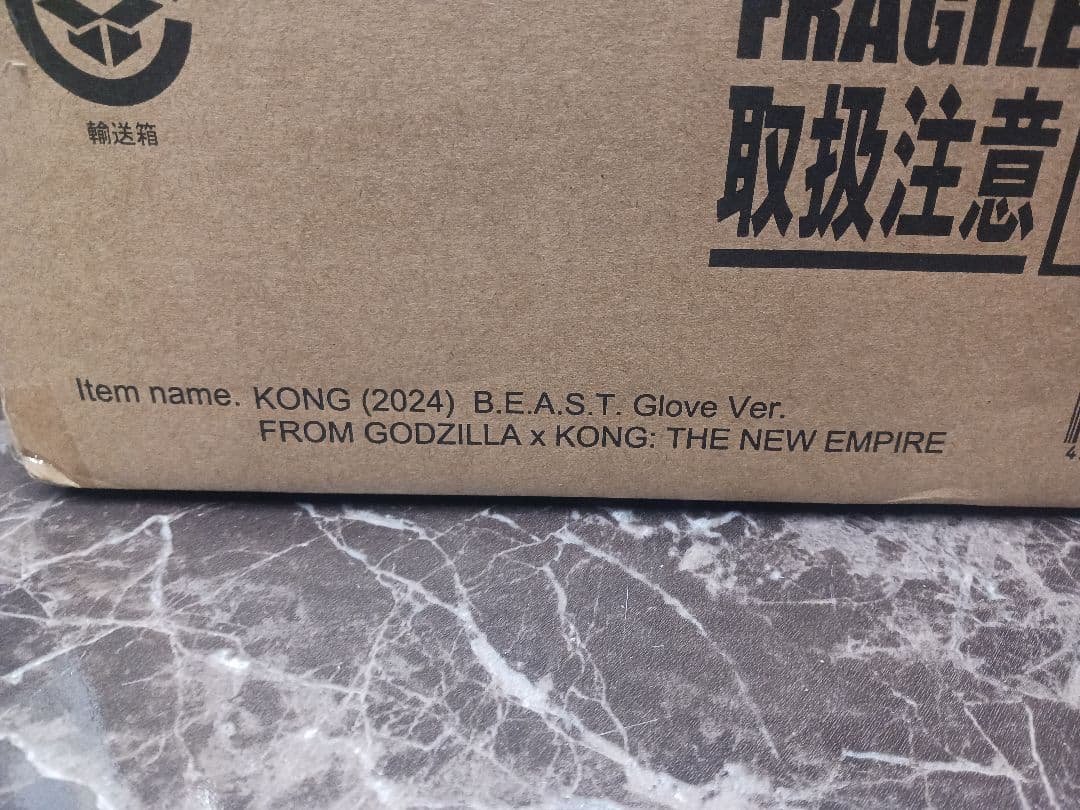 FRAGILE
取扱注意
輸送箱
Item name. KONG (2024) B.E.A.S.T. Glove Ver.
FROM GODZILLA x KONG: THE NEW EMPIRE